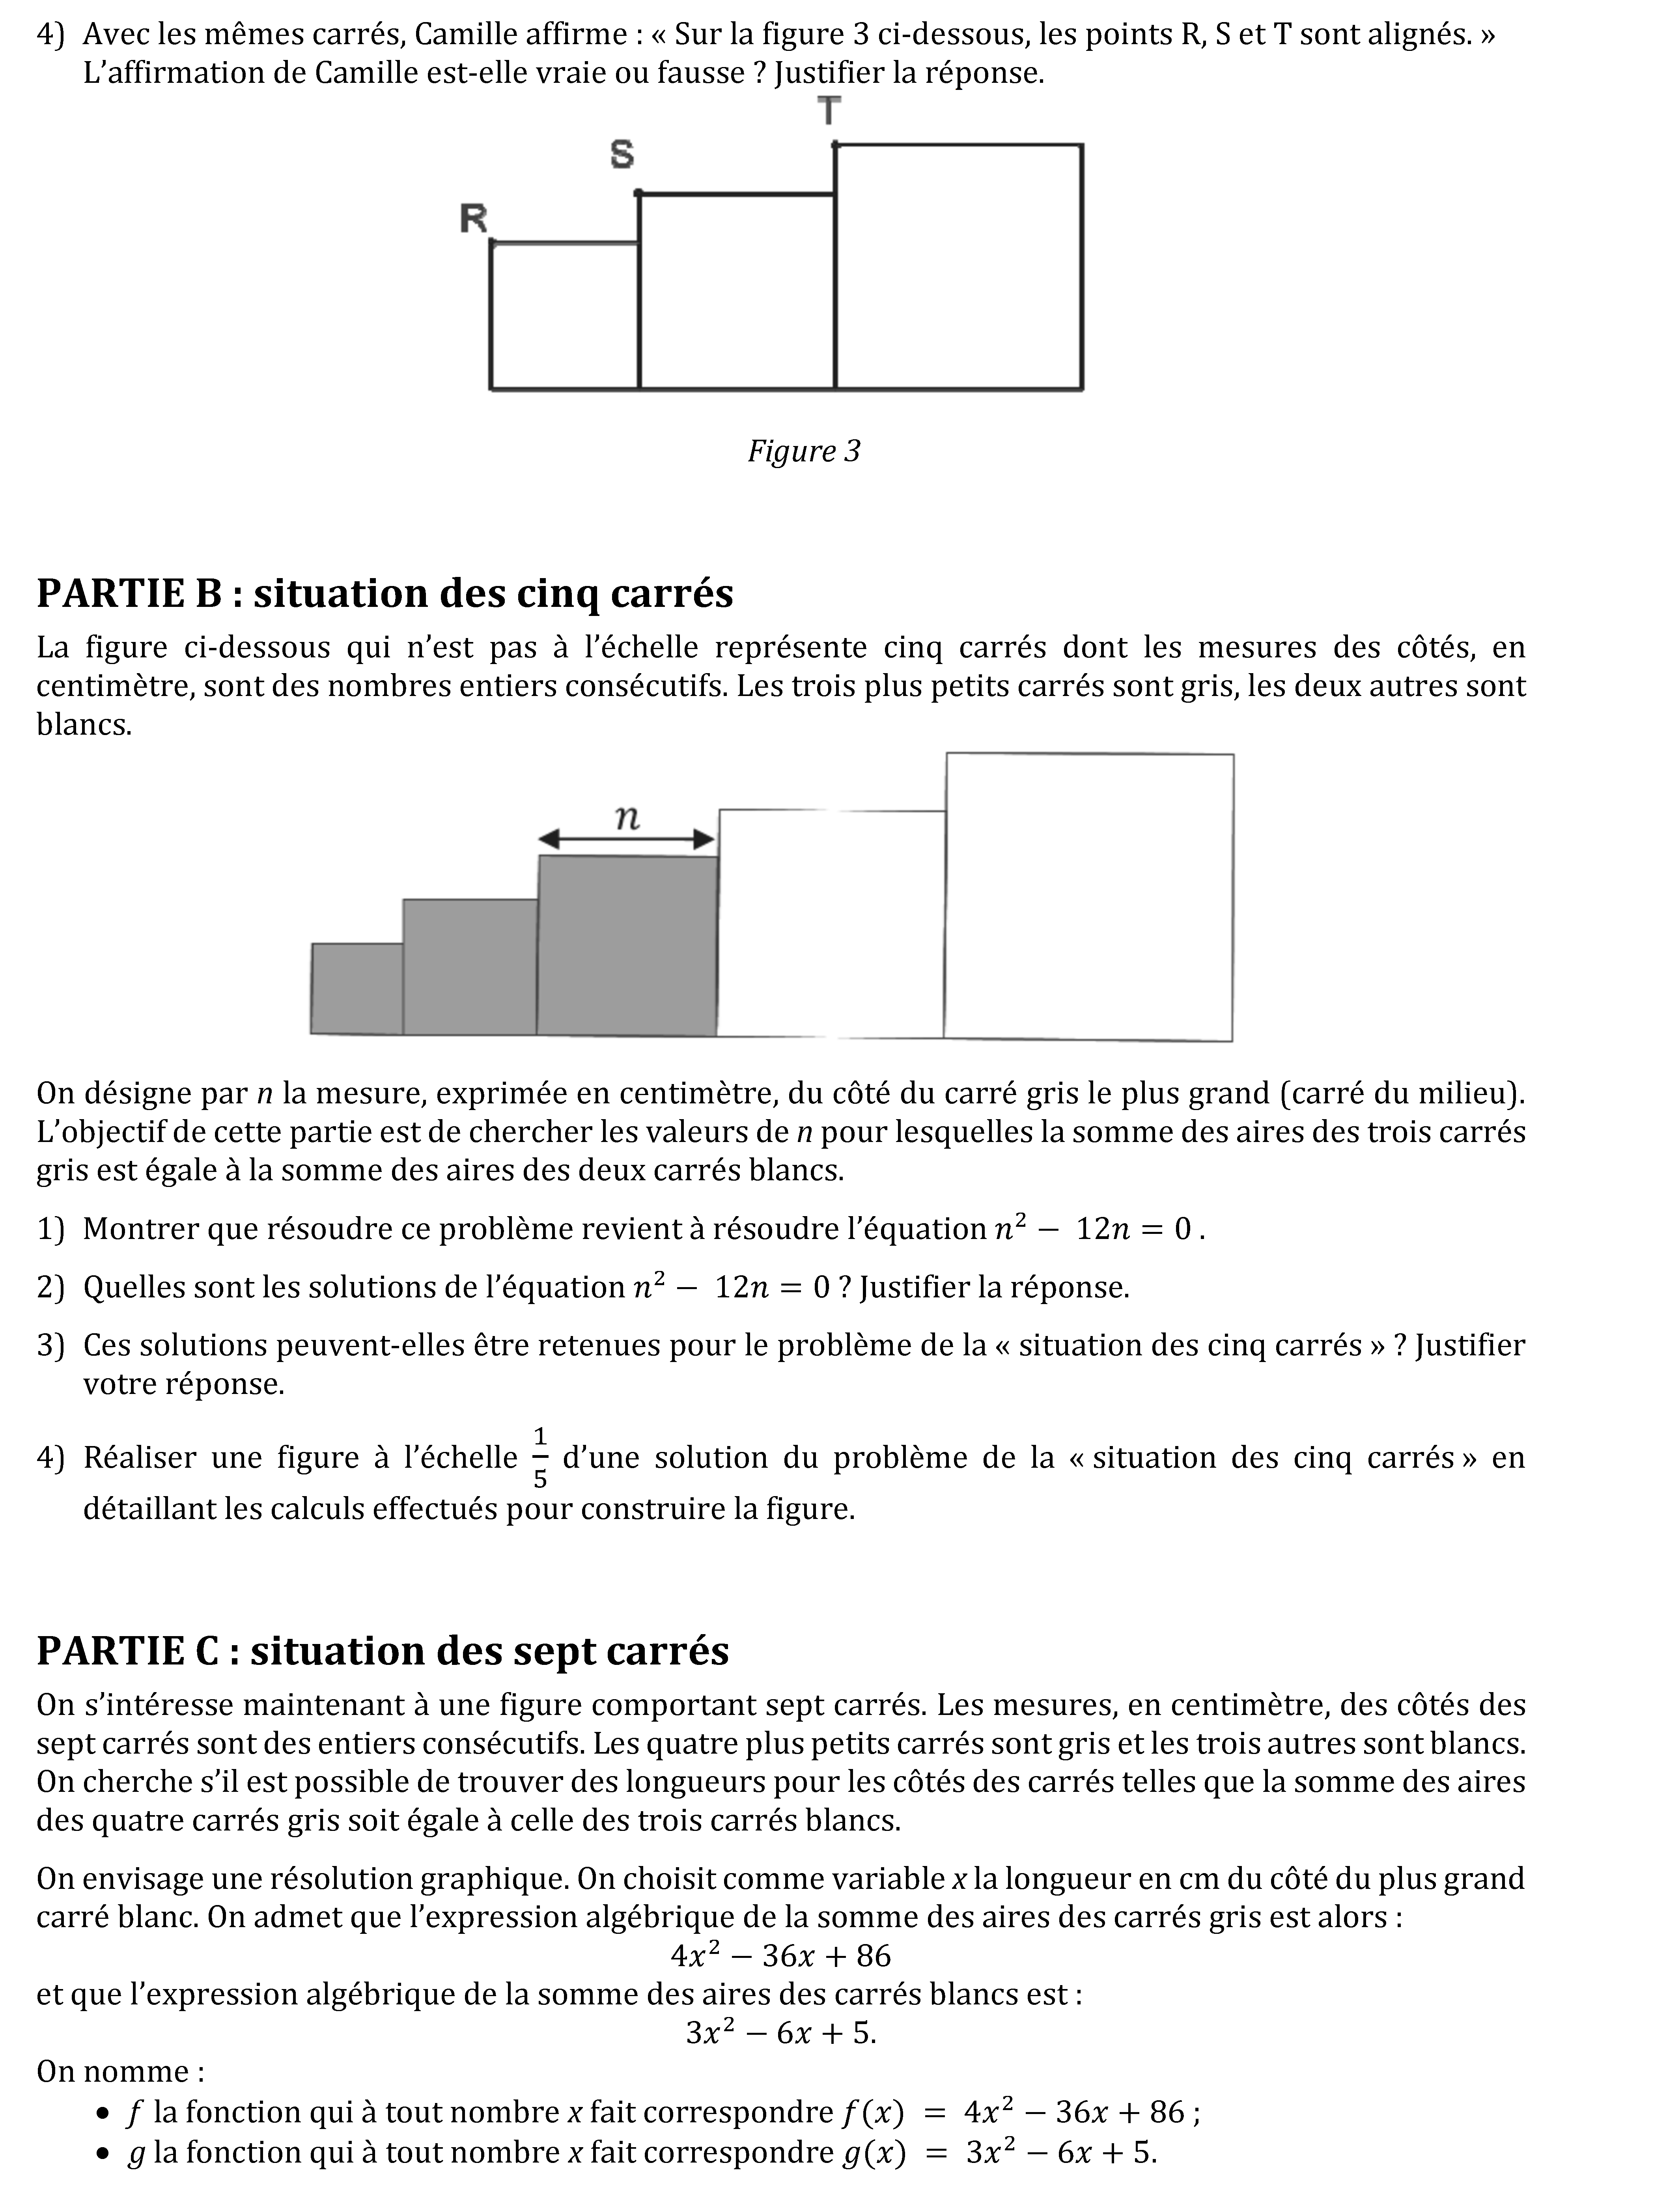 4) Avec les mêmes carrés, Camille affirme : « Sur la figure 3 ci-dessous, les points R, S et T sont alignés. »
L’affirmation de Camille est-elle vraie ou fausse ? Justifier la réponse.
T
S
R
Figure 3
PARTIE B : situation des cinq carrés
La figure ci-dessous qui n’est pas à l’échelle représente cinq carrés dont les mesures des côtés, en
centimètre, sont des nombres entiers consécutifs. Les trois plus petits carrés sont gris, les deux autres sont
blancs.
n
On désigne par n la mesure, exprimée en centimètre, du côté du carré gris le plus grand (carré du milieu).
L’objectif de cette partie est de chercher les valeurs de n pour lesquelles la somme des aires des trois carrés
gris est égale à la somme des aires des deux carrés blancs.
1) Montrer que résoudre ce problème revient à résoudre l’équation n² − 12n = 0 .
2) Quelles sont les solutions de l’équation n² − 12n = 0 ? Justifier la réponse.
3) Ces solutions peuvent-elles être retenues pour le problème de la « situation des cinq carrés » ? Justifier
votre réponse.
4) Réaliser une figure à l’échelle 1/5 d’une solution du problème de la « situation des cinq carrés » en
détaillant les calculs effectués pour construire la figure.
PARTIE C : situation des sept carrés
On s’intéresse maintenant à une figure comportant sept carrés. Les mesures, en centimètre, des côtés des
sept carrés sont des entiers consécutifs. Les quatre plus petits carrés sont gris et les trois autres sont blancs.
On cherche s’il est possible de trouver des longueurs pour les côtés des carrés telles que la somme des aires
des quatre carrés gris soit égale à celle des trois carrés blancs.
On envisage une résolution graphique. On choisit comme variable x la longueur en cm du côté du plus grand
carré blanc. On admet que l’expression algébrique de la somme des aires des carrés gris est alors :
4x² − 36x + 86
et que l’expression algébrique de la somme des aires des carrés blancs est :
3x² − 6x + 5.
On nomme :
• f la fonction qui à tout nombre x fait correspondre f(x) = 4x² − 36x + 86 ;
• g la fonction qui à tout nombre x fait correspondre g(x) = 3x² − 6x + 5.